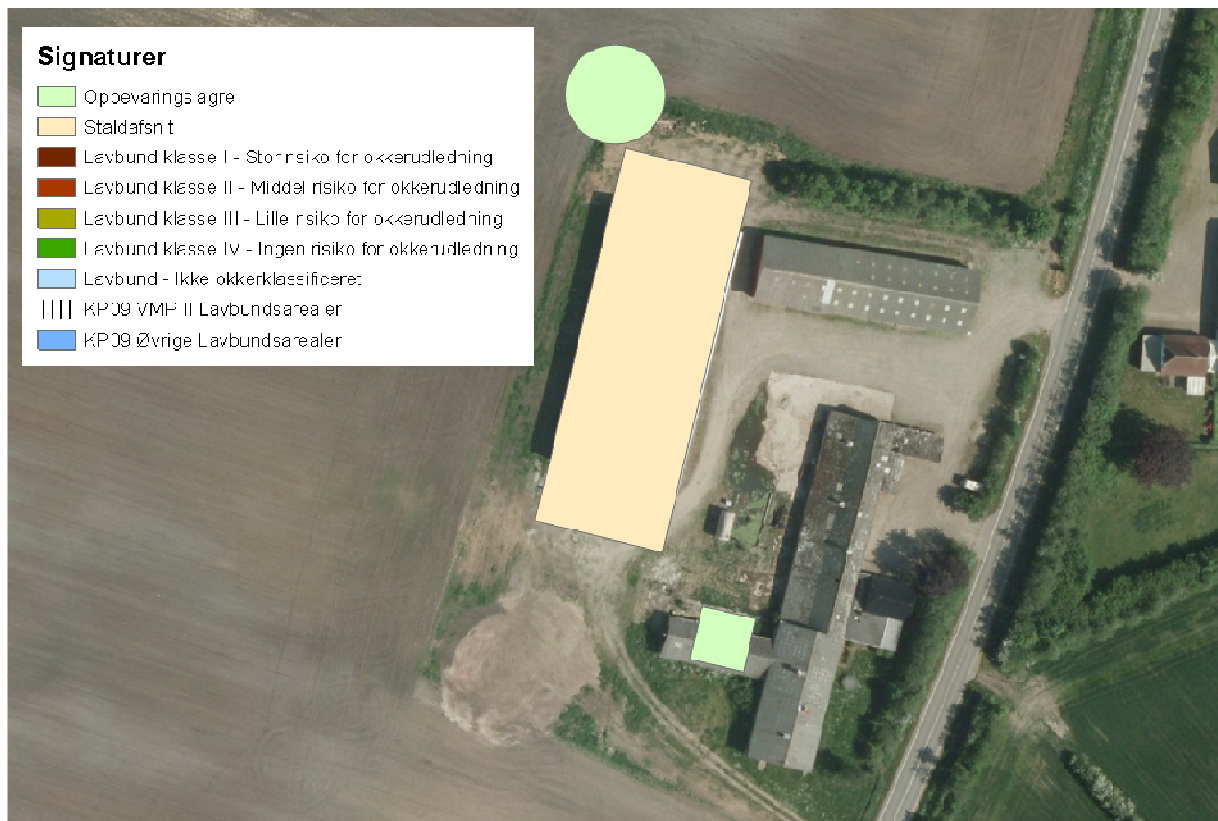 Signaturer
Opbevaringslagre
Staldafsnit
Lavbund klasse I - Stor risiko for okkerudledning
Lavbund klasse II - Middel risiko for okkerudledning
Lavbund klasse III - Lille risiko for okkerudledning
Lavbund klasse IV - Ingen risiko for okkerudledning
Lavbund - Ikke okkerklassificeret
KP09 VMP II Lavbundsarealer
KP09 Øvrige Lavbundsarealer